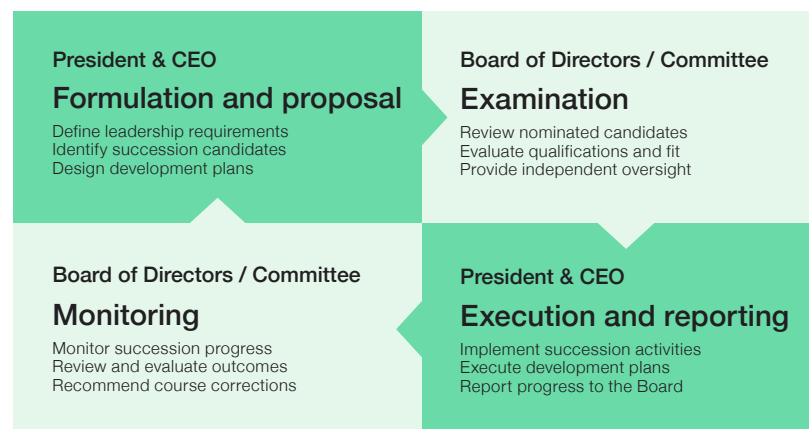 President & CEO
Formulation and proposal
Define leadership requirements
Identify succession candidates
Design development plans
Board of Directors / Committee
Examination
Review nominated candidates
Evaluate qualifications and fit
Provide independent oversight
Board of Directors / Committee
Monitoring
Monitor succession progress
Review and evaluate outcomes
Recommend course corrections
President & CEO
Execution and reporting
Implement succession activities
Execute development plans
Report progress to the Board